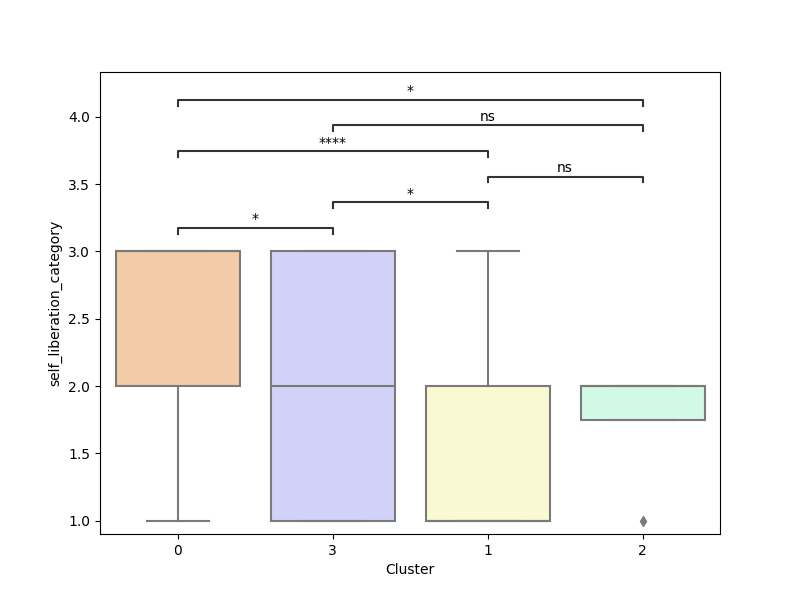 *
4.0
ns
****
3.5
ns
*
*
3.0
self_liberation_category
2.5
2.0
1.5
1.0
0 3 1 2
Cluster